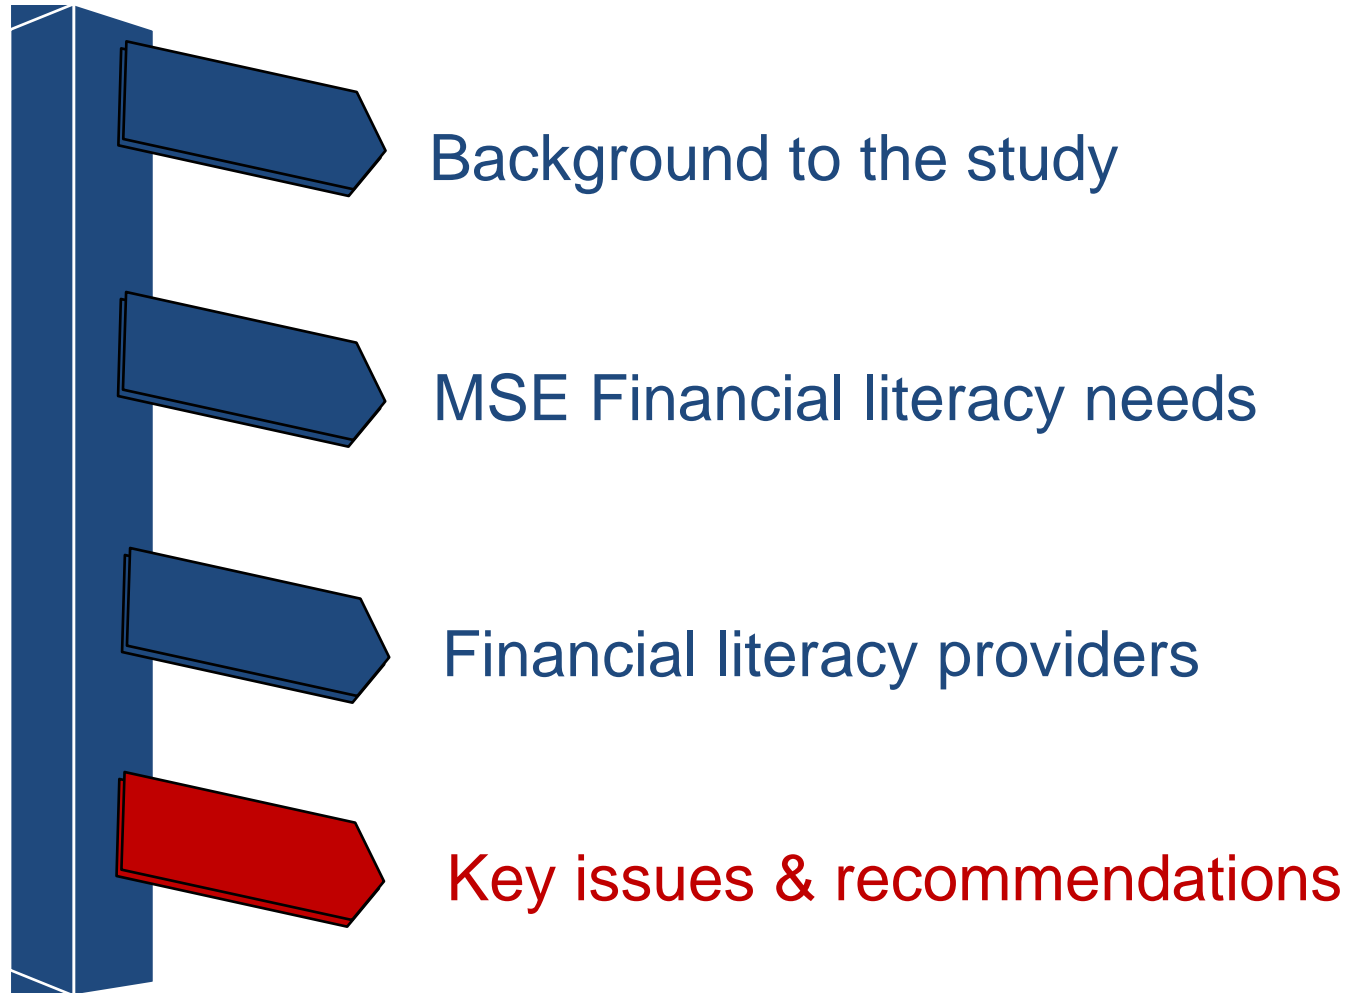 Background to the study
MSE Financial literacy needs
Financial literacy providers
Key issues & recommendations